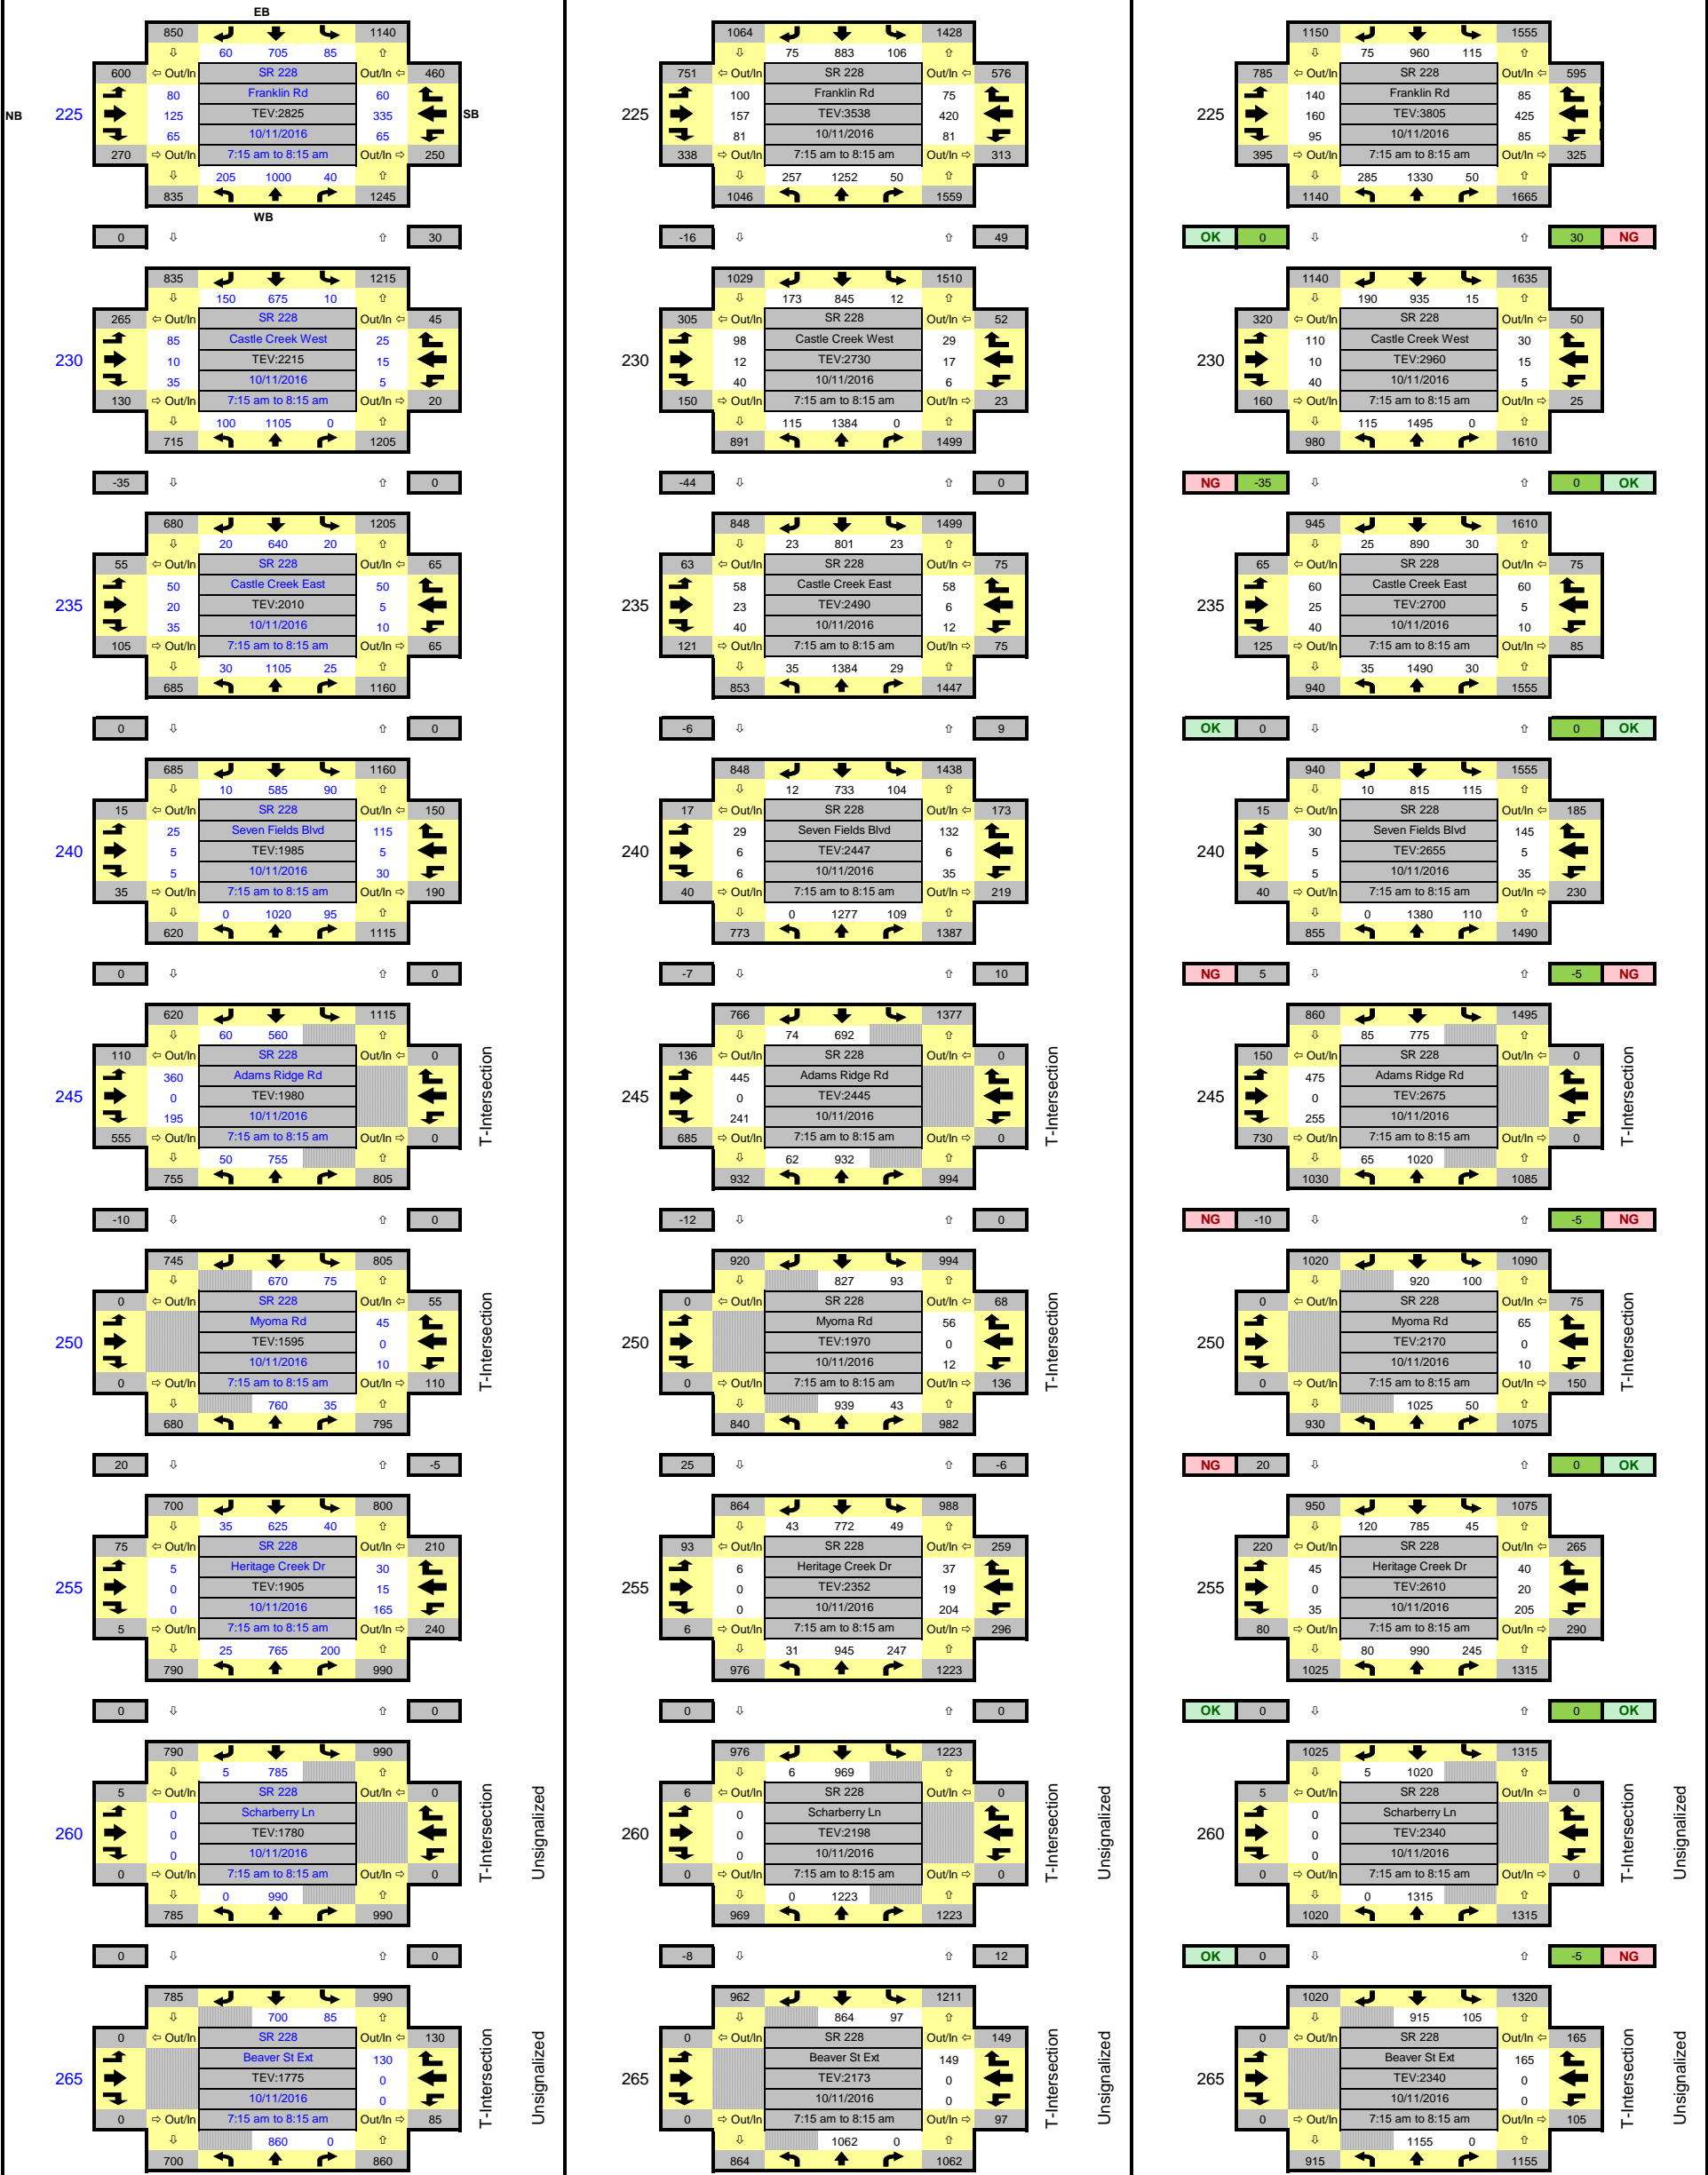 EB
850 1140
60 705 85
600 Out/In SR 228 Out/In 460
80 Franklin Rd 60
NB 225 125 TEV:2825 335 SB
65 10/11/2016 65
270 Out/In 7:15 am to 8:15 am Out/In 250
205 1000 40
835 1245
WB
0 30
835 1215
150 675 10
265 Out/In SR 228 Out/In 45
85 Castle Creek West 25
230 10 TEV:2215 15
35 10/11/2016 5
130 Out/In 7:15 am to 8:15 am Out/In 20
100 1105 0
715 1205
-35 0
680 1205
20 640 20
55 Out/In SR 228 Out/In 65
50 Castle Creek East 50
235 20 TEV:2010 5
35 10/11/2016 10
105 Out/In 7:15 am to 8:15 am Out/In 65
30 1105 25
685 1160
0 0
685 1160
10 585 90
15 Out/In SR 228 Out/In 150
25 Seven Fields Blvd 115
240 5 TEV:1985 5
5 10/11/2016 30
35 Out/In 7:15 am to 8:15 am Out/In 190
0 1020 95
620 1115
0 0
620 1115
60 560
110 Out/In SR 228 Out/In 0
360 Adams Ridge Rd
245 0 TEV:1980 T-Intersection
195 10/11/2016
555 Out/In 7:15 am to 8:15 am Out/In 0
50 755
755 805
-10 0
745 805
670 75
0 Out/In SR 228 Out/In 55
Myoma Rd 45
250 TEV:1595 0 T-Intersection
10/11/2016 10
0 Out/In 7:15 am to 8:15 am Out/In 110
760 35
680 795
20 -5
700 800
35 625 40
75 Out/In SR 228 Out/In 210
5 Heritage Creek Dr 30
255 0 TEV:1905 15
0 10/11/2016 165
5 Out/In 7:15 am to 8:15 am Out/In 240
25 765 200
790 990
0 0
790 990
5 785
5 Out/In SR 228 Out/In 0
0 Scharberry Ln
260 0 TEV:1780 T-Intersection Unsignalized
0 10/11/2016
0 Out/In 7:15 am to 8:15 am Out/In 0
0 990
785 990
0 0
785 990
700 85
0 Out/In SR 228 Out/In 130
Beaver St Ext 130
265 TEV:1775 0 T-Intersection Unsignalized
10/11/2016 0
0 Out/In 7:15 am to 8:15 am Out/In 85
860 0
700 860
1064 1428
75 883 106
751 Out/In SR 228 Out/In 576
100 Franklin Rd 75
225 157 TEV:3538 420
81 10/11/2016 81
338 Out/In 7:15 am to 8:15 am Out/In 313
257 1252 50
1046 1559
-16 49
1029 1510
173 845 12
305 Out/In SR 228 Out/In 52
98 Castle Creek West 29
230 12 TEV:2730 17
40 10/11/2016 6
150 Out/In 7:15 am to 8:15 am Out/In 23
115 1384 0
891 1499
-44 0
848 1499
23 801 23
63 Out/In SR 228 Out/In 75
58 Castle Creek East 58
235 23 TEV:2490 6
40 10/11/2016 12
121 Out/In 7:15 am to 8:15 am Out/In 75
35 1384 29
853 1447
-6 9
848 1438
12 733 104
17 Out/In SR 228 Out/In 173
29 Seven Fields Blvd 132
240 6 TEV:2447 6
6 10/11/2016 35
40 Out/In 7:15 am to 8:15 am Out/In 219
0 1277 109
773 1387
-7 10
766 1377
74 692
136 Out/In SR 228 Out/In 0
445 Adams Ridge Rd
245 0 TEV:2445 T-Intersection
241 10/11/2016
685 Out/In 7:15 am to 8:15 am Out/In 0
62 932
932 994
-12 0
920 994
827 93
0 Out/In SR 228 Out/In 68
Myoma Rd 56
250 TEV:1970 0 T-Intersection
10/11/2016 12
0 Out/In 7:15 am to 8:15 am Out/In 136
939 43
840 982
25 -6
864 988
43 772 49
93 Out/In SR 228 Out/In 259
6 Heritage Creek Dr 37
255 0 TEV:2352 19
0 10/11/2016 204
6 Out/In 7:15 am to 8:15 am Out/In 296
31 945 247
976 1223
0 0
976 1223
6 969
6 Out/In SR 228 Out/In 0
0 Scharberry Ln
260 0 TEV:2198 T-Intersection Unsignalized
0 10/11/2016
0 Out/In 7:15 am to 8:15 am Out/In 0
0 1223
969 1223
-8 12
962 1211
864 97
0 Out/In SR 228 Out/In 149
Beaver St Ext 149
265 TEV:2173 0 T-Intersection Unsignalized
10/11/2016 0
0 Out/In 7:15 am to 8:15 am Out/In 97
1062 0
864 1062
1150 1555
75 960 115
785 Out/In SR 228 Out/In 595
140 Franklin Rd 85
225 160 TEV:3805 425
95 10/11/2016 85
395 Out/In 7:15 am to 8:15 am Out/In 325
285 1330 50
1140 1665
OK 0 30 NG
1140 1635
190 935 15
320 Out/In SR 228 Out/In 50
110 Castle Creek West 30
230 10 TEV:2960 15
40 10/11/2016 5
160 Out/In 7:15 am to 8:15 am Out/In 25
115 1495 0
980 1610
NG -35 0 OK
945 1610
25 890 30
65 Out/In SR 228 Out/In 75
60 Castle Creek East 60
235 25 TEV:2700 5
40 10/11/2016 10
125 Out/In 7:15 am to 8:15 am Out/In 85
35 1490 30
940 1555
OK 0 0 OK
940 1555
10 815 115
15 Out/In SR 228 Out/In 185
30 Seven Fields Blvd 145
240 5 TEV:2655 5
5 10/11/2016 35
40 Out/In 7:15 am to 8:15 am Out/In 230
0 1380 110
855 1490
NG 5 -5 NG
860 1495
85 775
150 Out/In SR 228 Out/In 0
475 Adams Ridge Rd
245 0 TEV:2675 T-Intersection
255 10/11/2016
730 Out/In 7:15 am to 8:15 am Out/In 0
65 1020
1030 1085
NG -10 -5 NG
1020 1090
920 100
0 Out/In SR 228 Out/In 75
Myoma Rd 65
250 TEV:2170 0 T-Intersection
10/11/2016 10
0 Out/In 7:15 am to 8:15 am Out/In 150
1025 50
930 1075
NG 20 0 OK
950 1075
120 785 45
220 Out/In SR 228 Out/In 265
45 Heritage Creek Dr 40
255 0 TEV:2610 20
35 10/11/2016 205
80 Out/In 7:15 am to 8:15 am Out/In 290
80 990 245
1025 1315
OK 0 0 OK
1025 1315
5 1020
5 Out/In SR 228 Out/In 0
0 Scharberry Ln
260 0 TEV:2340 T-Intersection Unsignalized
0 10/11/2016
0 Out/In 7:15 am to 8:15 am Out/In 0
0 1315
1020 1315
OK 0 -5 NG
1020 1320
915 105
0 Out/In SR 228 Out/In 165
Beaver St Ext 165
265 TEV:2340 0 T-Intersection Unsignalized
10/11/2016 0
0 Out/In 7:15 am to 8:15 am Out/In 105
1155 0
915 1155